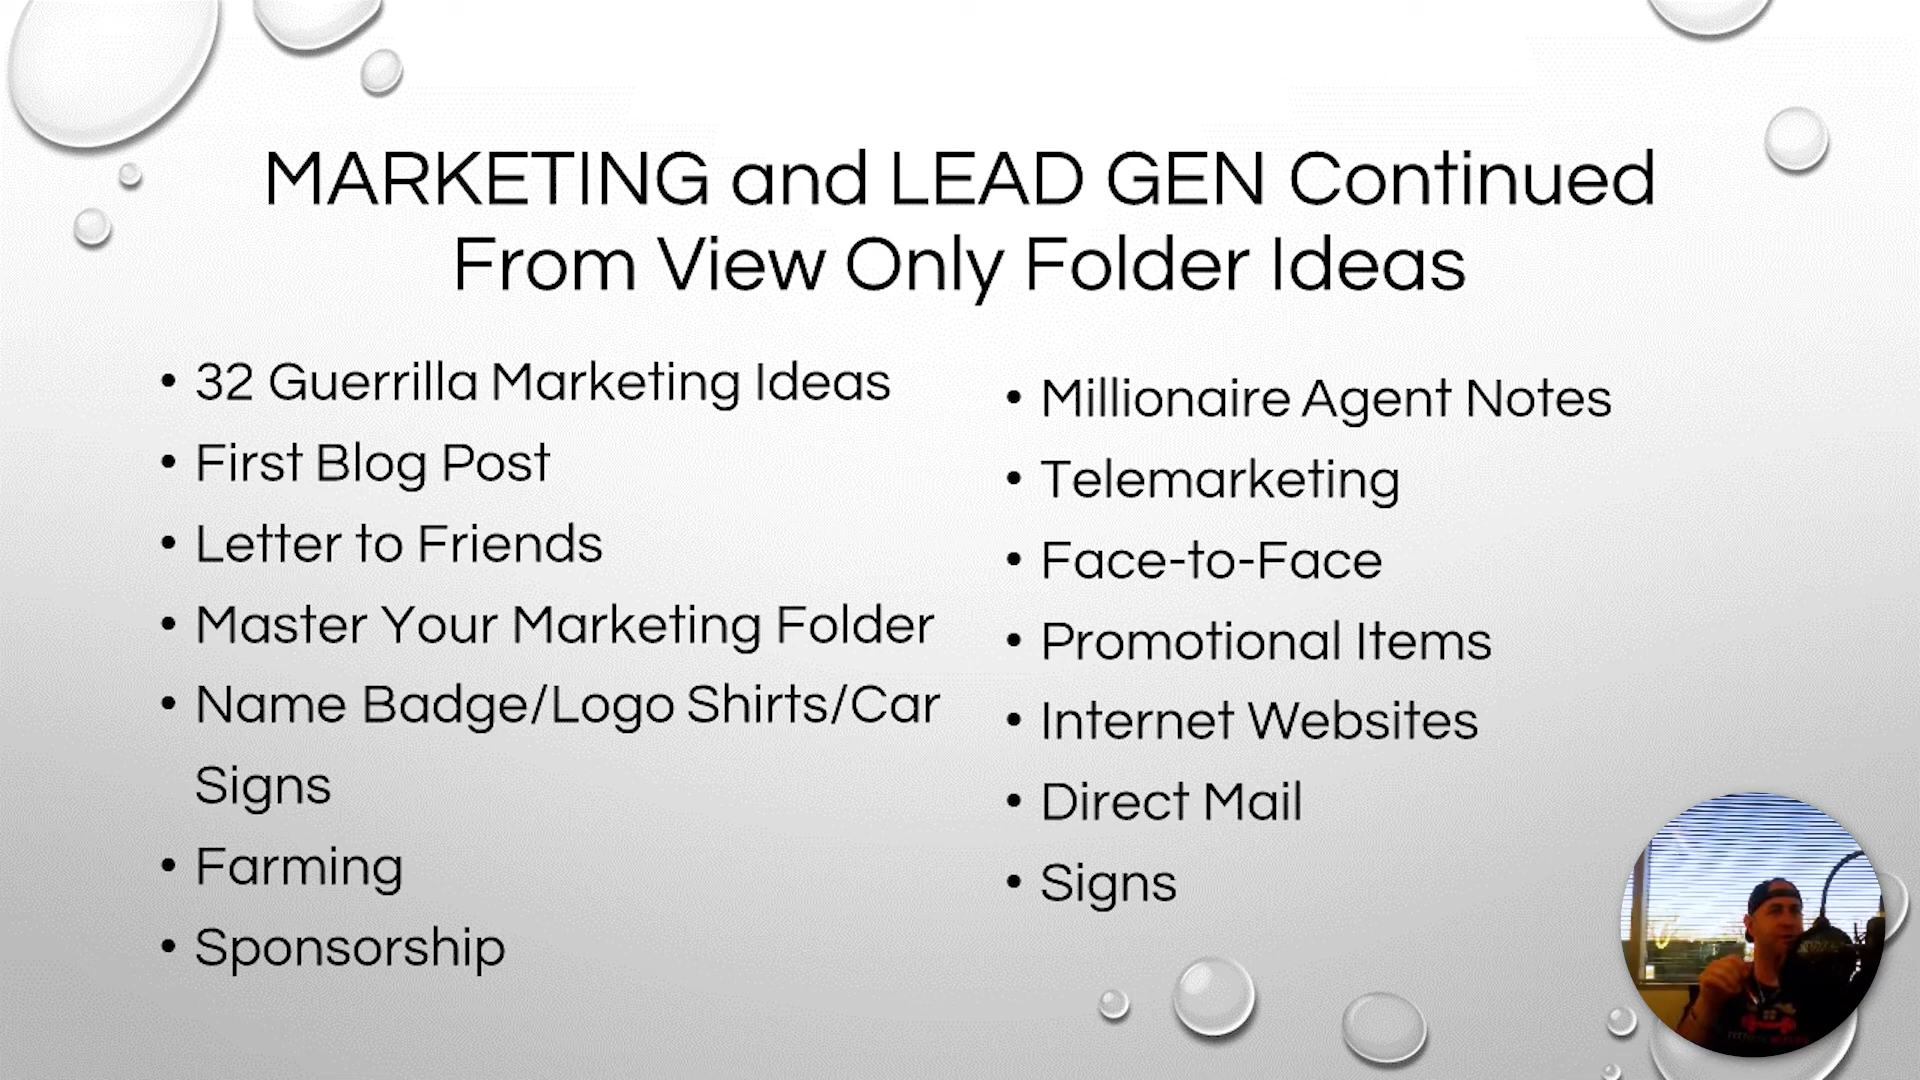 MARKETING and LEAD GEN Continued
From View Only Folder Ideas
• 32 Guerrilla Marketing Ideas
• First Blog Post
• Letter to Friends
• Master Your Marketing Folder
• Name Badge/Logo Shirts/Car
Signs
• Farming
• Sponsorship
• Millionaire Agent Notes
• Telemarketing
• Face-to-Face
• Promotional Items
• Internet Websites
• Direct Mail
• Signs